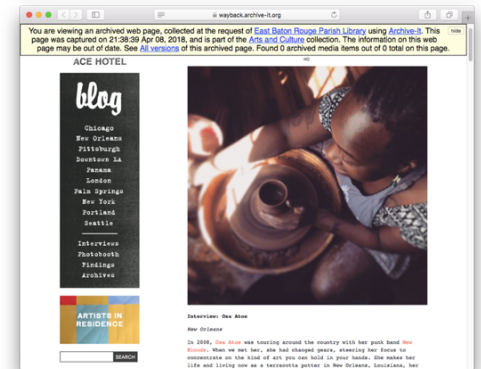 wayback.archive-it.org
You are viewing an archived web page, collected at the request of East Baton Rouge Parish Library using Archive-It. This
page was captured on 21:38:39 Apr 08, 2018, and is part of the Arts and Culture collection. The information on this web
page may be out of date. See All versions of this archived page. Found 0 archived media items out of 0 total on this page.
hide
ACE HOTEL
blog
Chicago
New Orleans
Pittsburgh
Downtown LA
Panama
London
Palm Springs
New York
Portland
Seattle
Interviews
Photobooth
Findings
Archives
ARTISTS IN
RESIDENCE
SEARCH
Interview: Osa Atoe
New Orleans
In 2008, Osa Atoe was touring around the country with her punk band New
Bloods. When we met her, she had changed gears, steering her focus to
concentrate on the kind of art you can hold in your hands. She makes her
life and living now as a terracotta potter in New Orleans, Louisiana, her